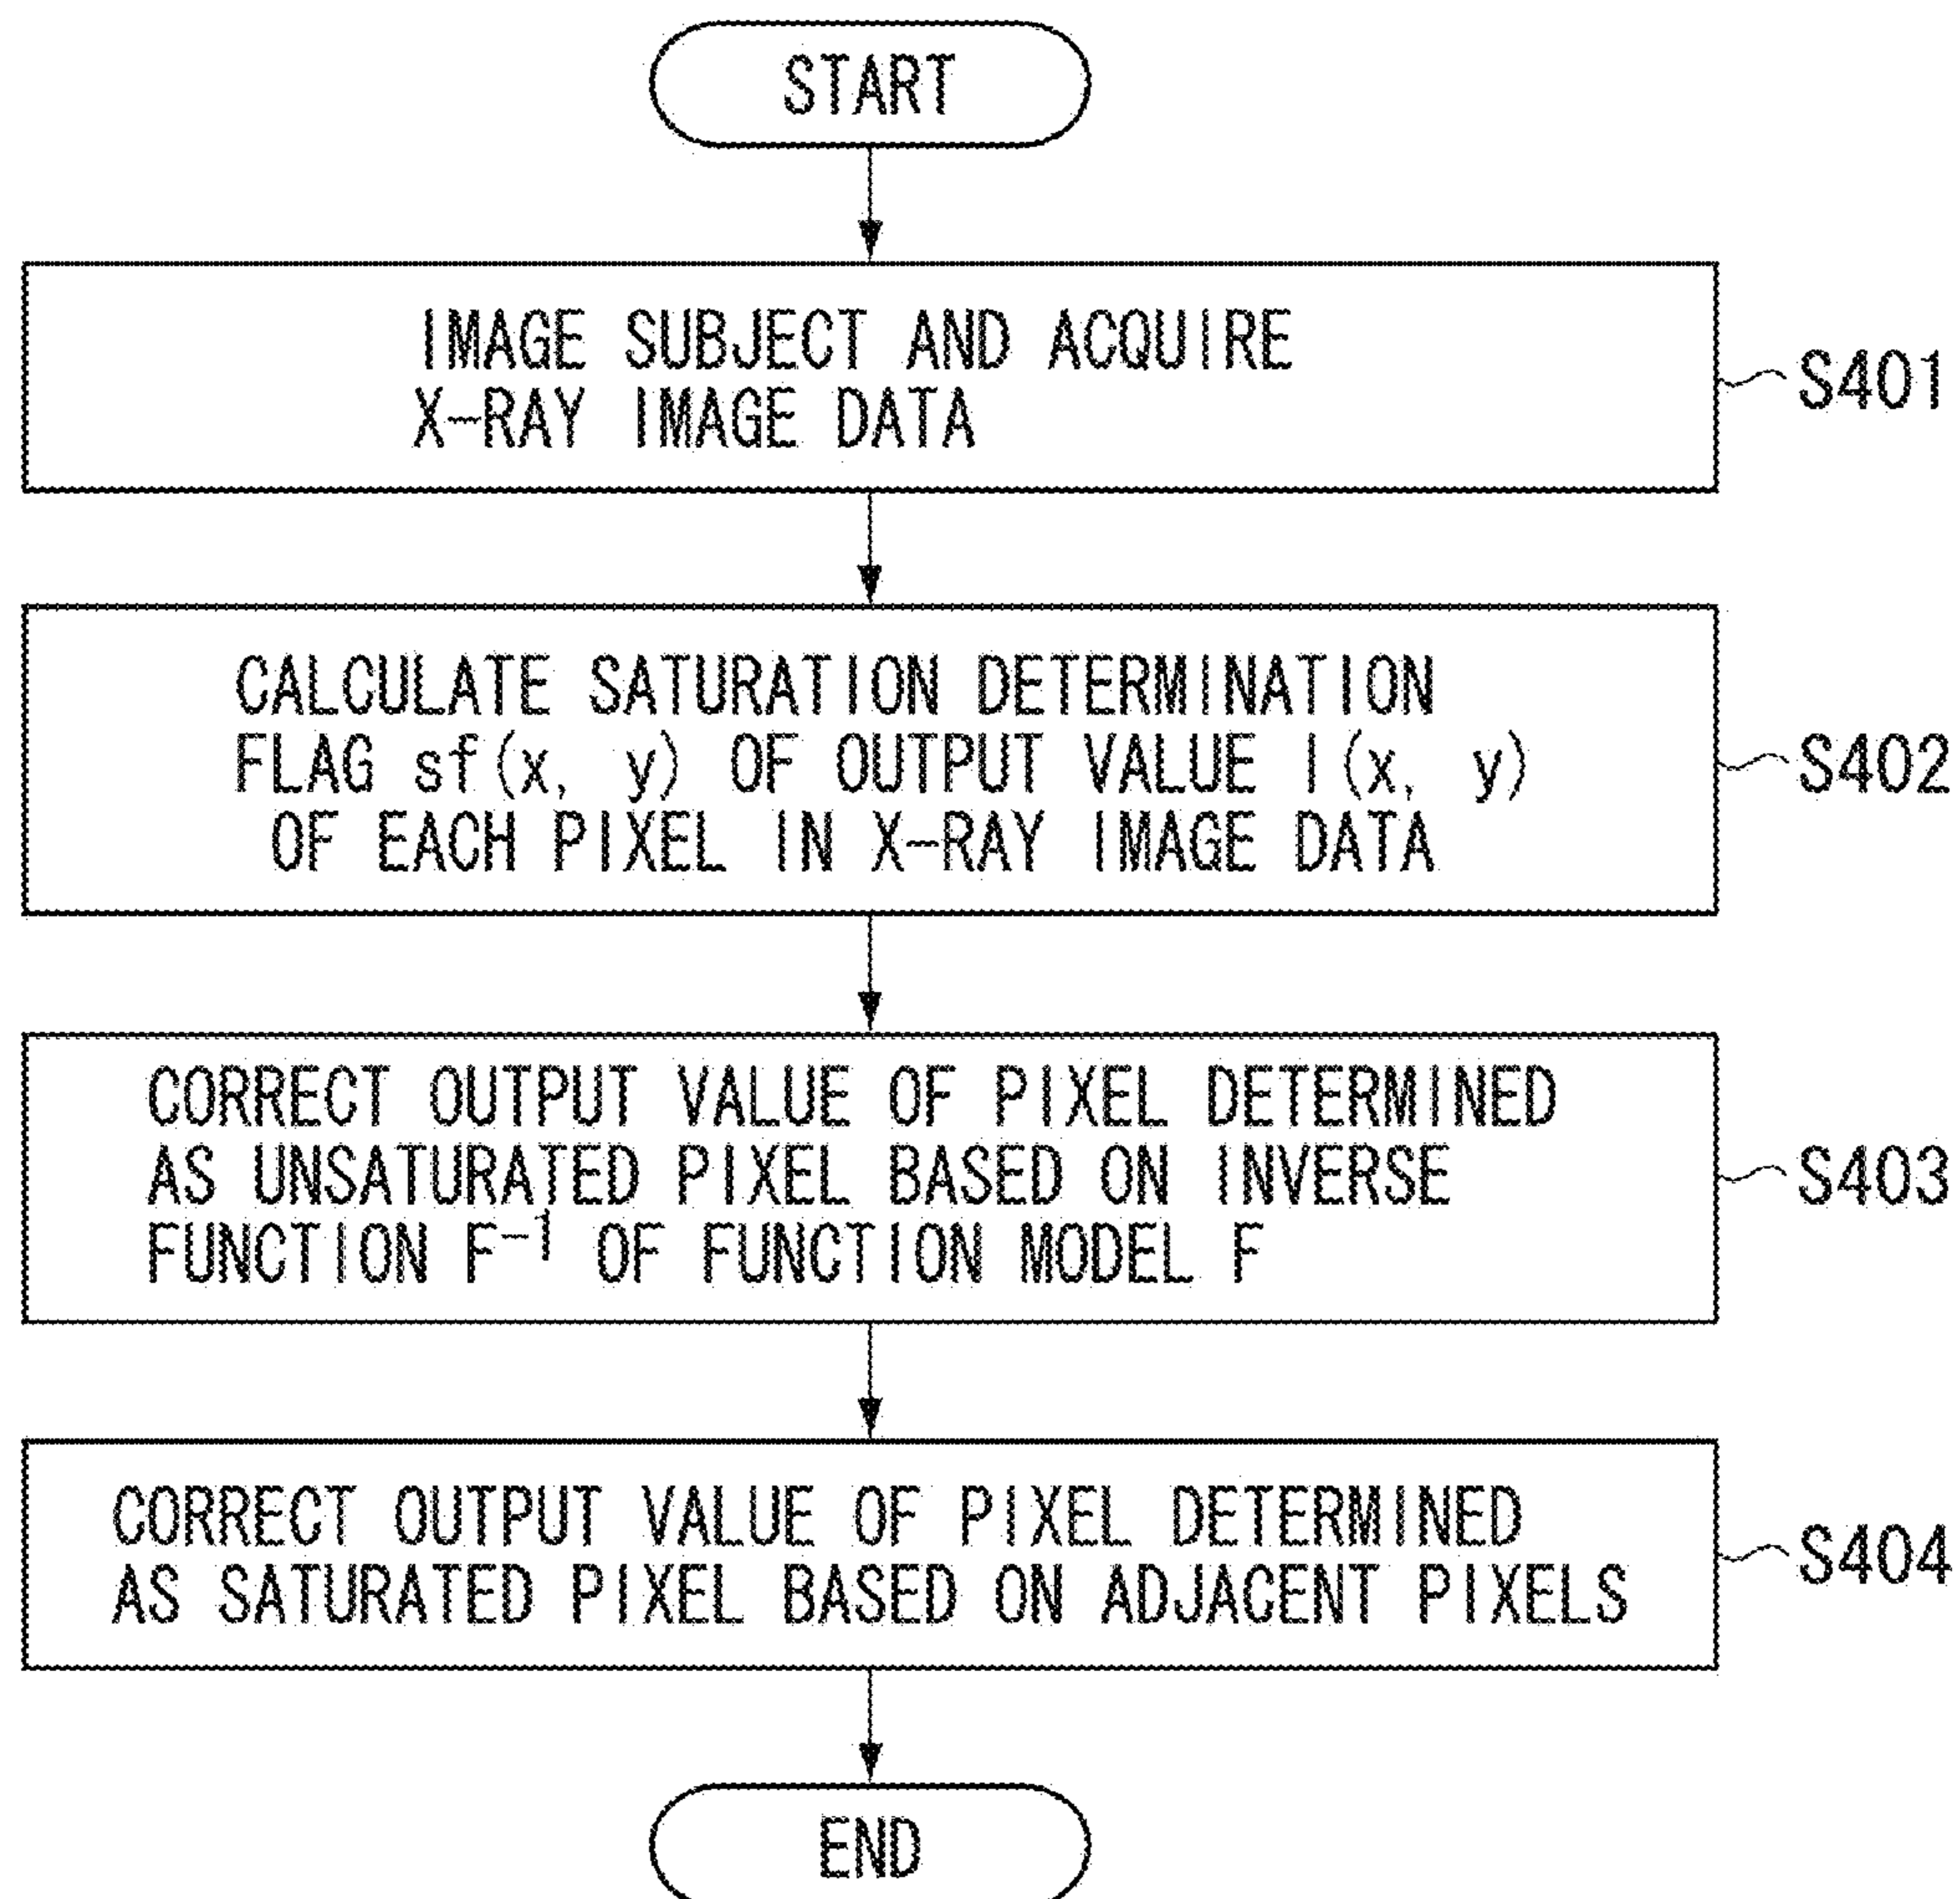 START
IMAGE SUBJECT AND ACQUIRE
X-RAY IMAGE DATA
S401
CALCULATE SATURATION DETERMINATION
FLAG sf(x, y) OF OUTPUT VALUE I(x, y)
OF EACH PIXEL IN X-RAY IMAGE DATA
S402
CORRECT OUTPUT VALUE OF PIXEL DETERMINED
AS UNSATURATED PIXEL BASED ON INVERSE
FUNCTION F⁻¹ OF FUNCTION MODEL F
S403
CORRECT OUTPUT VALUE OF PIXEL DETERMINED
AS SATURATED PIXEL BASED ON ADJACENT PIXELS
S404
END